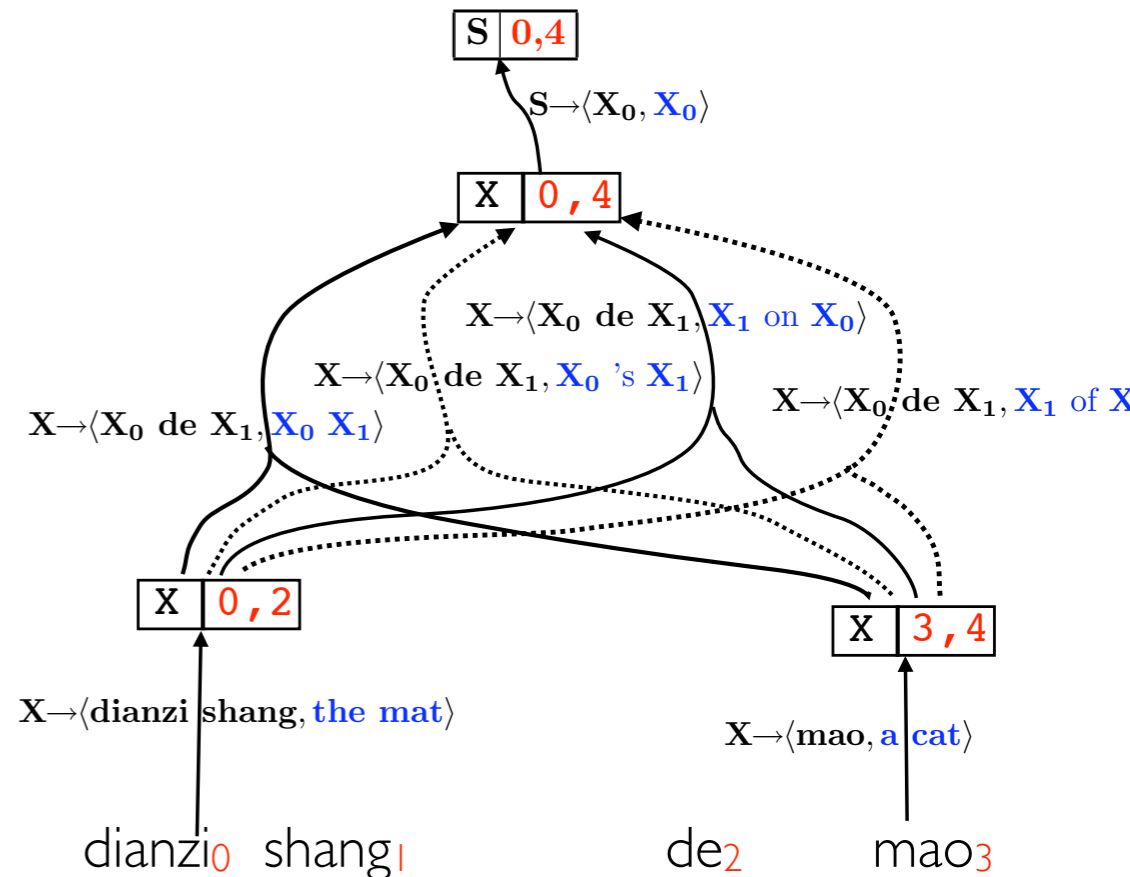 S 0,4
S→⟨X₀, X₀⟩
X 0,4
X→⟨X₀ de X₁, X₁ on X₀⟩
X→⟨X₀ de X₁, X₀ 's X₁⟩
X→⟨X₀ de X₁, X₁ of X
X→⟨X₀ de X₁, X₀ X₁⟩
X 0,2
X 3,4
X→⟨dianzi shang, the mat⟩
X→⟨mao, a cat⟩
dianzi₀ shang₁ de₂ mao₃